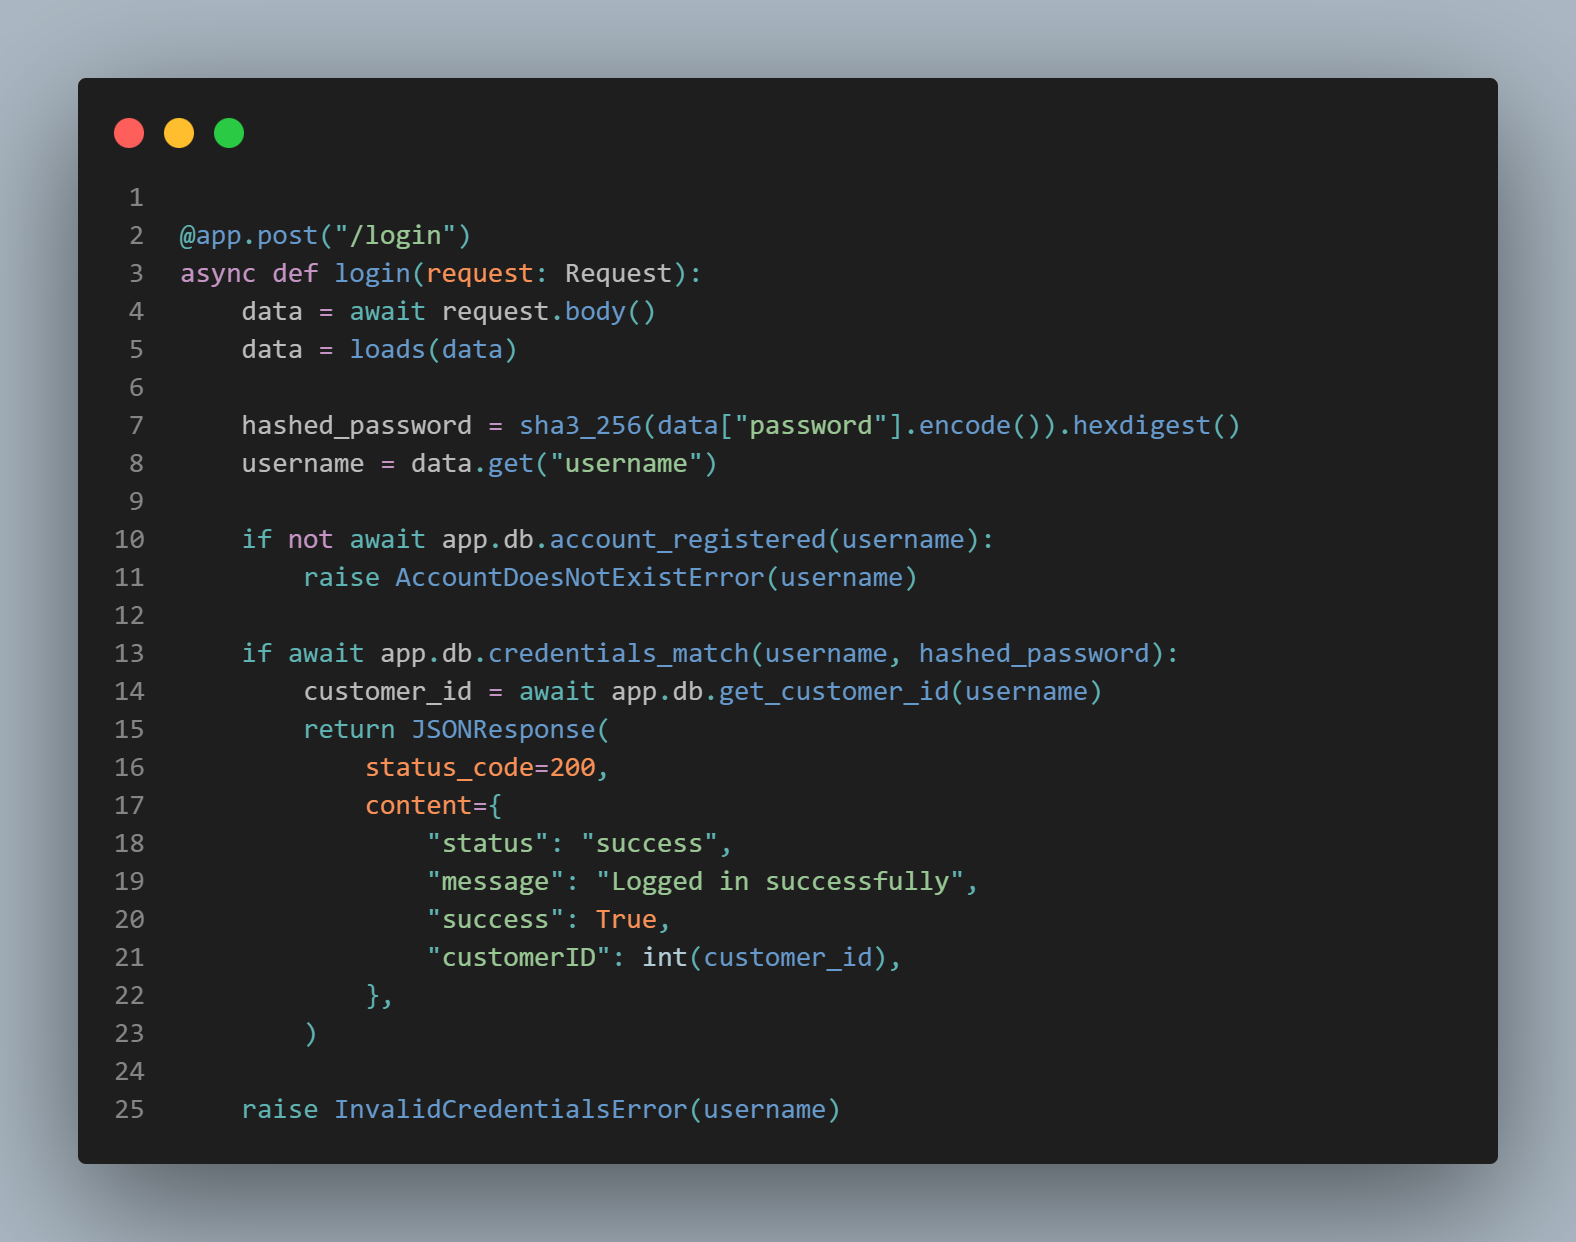 1
2 @app.post("/login")
3 async def login(request: Request):
4     data = await request.body()
5     data = loads(data)
6
7     hashed_password = sha3_256(data["password"].encode()).hexdigest()
8     username = data.get("username")
9
10     if not await app.db.account_registered(username):
11         raise AccountDoesNotExistError(username)
12
13     if await app.db.credentials_match(username, hashed_password):
14         customer_id = await app.db.get_customer_id(username)
15         return JSONResponse(
16             status_code=200,
17             content={
18                 "status": "success",
19                 "message": "Logged in successfully",
20                 "success": True,
21                 "customerID": int(customer_id),
22             },
23         )
24
25     raise InvalidCredentialsError(username)